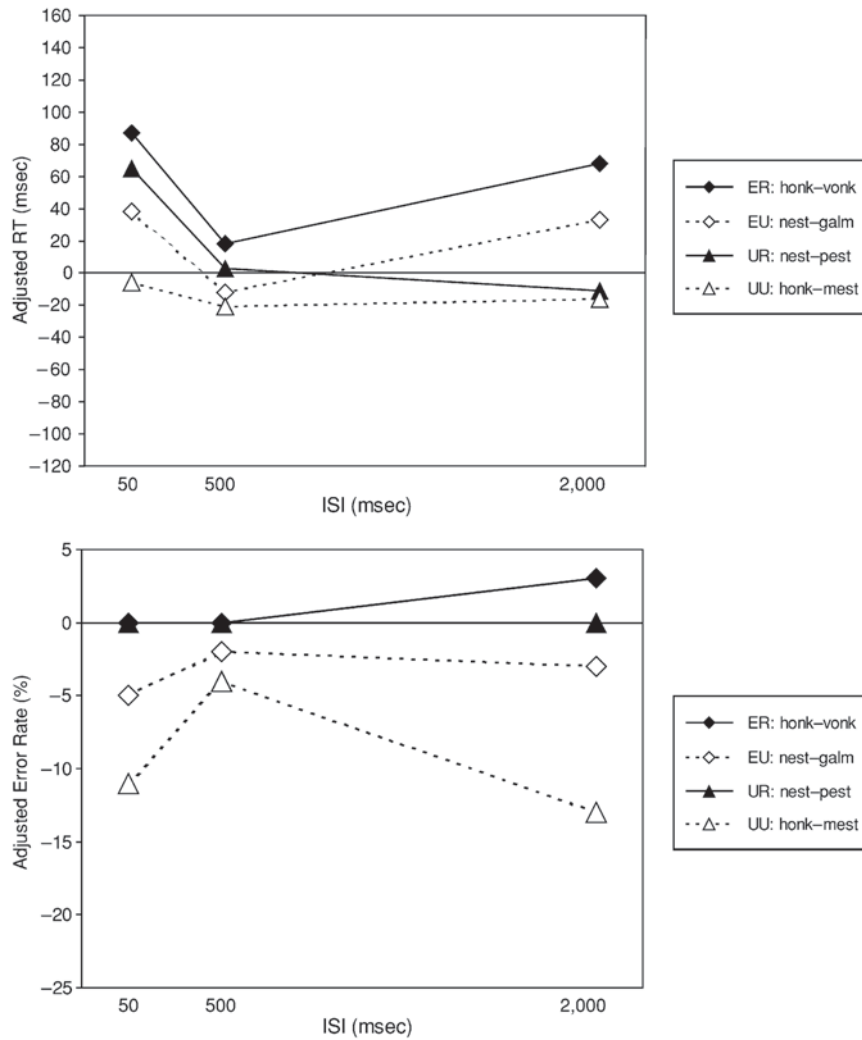 160
140
120
100
80
60
40
20
0
−20
−40
−60
−80
−100
−120
Adjusted RT (msec)
50 500 2,000
ISI (msec)
ER: honk–vonk
EU: nest–galm
UR: nest–pest
UU: honk–mest
5
0
−5
−10
−15
−20
−25
Adjusted Error Rate (%)
50 500 2,000
ISI (msec)
ER: honk–vonk
EU: nest–galm
UR: nest–pest
UU: honk–mest